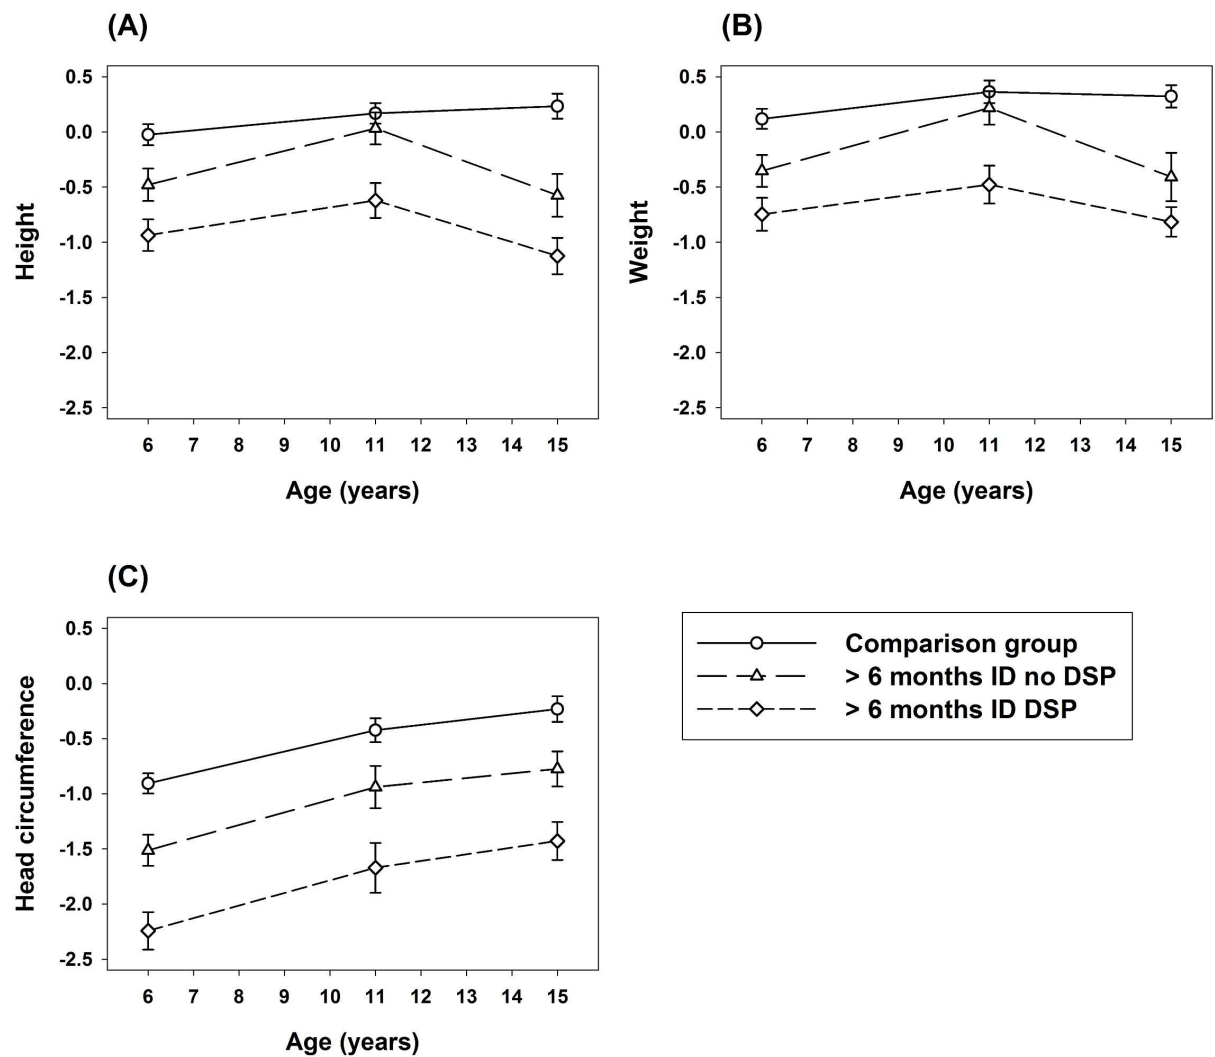 (A)
0.5
0.0
-0.5
-1.0
-1.5
-2.0
-2.5
Height
6 7 8 9 10 11 12 13 14 15
Age (years)
(B)
0.5
0.0
-0.5
-1.0
-1.5
-2.0
-2.5
Weight
6 7 8 9 10 11 12 13 14 15
Age (years)
(C)
0.5
0.0
-0.5
-1.0
-1.5
-2.0
-2.5
Head circumference
6 7 8 9 10 11 12 13 14 15
Age (years)
Comparison group
> 6 months ID no DSP
> 6 months ID DSP